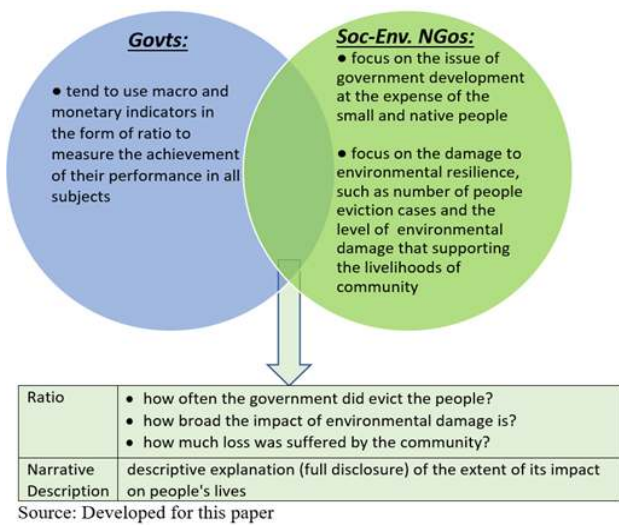 Govts:
● tend to use macro and
monetary indicators in
the form of ratio to
measure the achievement
of their performance in all
subjects
Soc-Env. NGos:
● focus on the issue of
government development
at the expense of the
small and native people
● focus on the damage to
environmental resilience,
such as number of people
eviction cases and the
level of environmental
damage that supporting
the livelihoods of
community
Ratio
● how often the government did evict the people?
● how broad the impact of environmental damage is?
● how much loss was suffered by the community?
Narrative
Description
descriptive explanation (full disclosure) of the extent of its impact
on people's lives
Source: Developed for this paper